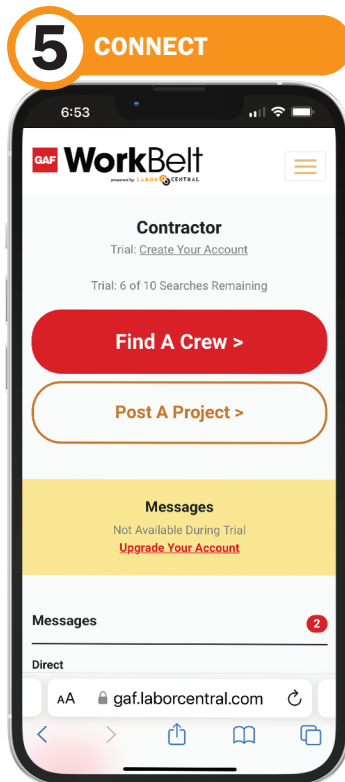 5 CONNECT
6:53
GAF WorkBelt
powered by LABOR CENTRAL
Contractor
Trial: Create Your Account
Trial: 6 of 10 Searches Remaining
Find A Crew >
Post A Project >
Messages
Not Available During Trial
Upgrade Your Account
Messages 2
Direct
AA gaf.laborcentral.com